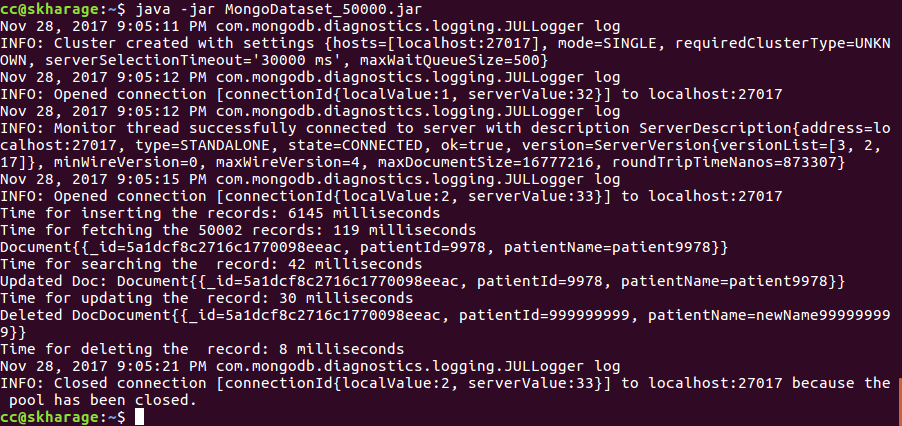 cc@skharage:~$ java -jar MongoDataset_50000.jar
Nov 28, 2017 9:05:11 PM com.mongodb.diagnostics.logging.JULLogger log
INFO: Cluster created with settings {hosts=[localhost:27017], mode=SINGLE, requiredClusterType=UNKN
OWN, serverSelectionTimeout='30000 ms', maxWaitQueueSize=500}
Nov 28, 2017 9:05:12 PM com.mongodb.diagnostics.logging.JULLogger log
INFO: Opened connection [connectionId{localValue:1, serverValue:32}] to localhost:27017
Nov 28, 2017 9:05:12 PM com.mongodb.diagnostics.logging.JULLogger log
INFO: Monitor thread successfully connected to server with description ServerDescription{address=lo
calhost:27017, type=STANDALONE, state=CONNECTED, ok=true, version=ServerVersion{versionList=[3, 2,
17]}, minWireVersion=0, maxWireVersion=4, maxDocumentSize=16777216, roundTripTimeNanos=873307}
Nov 28, 2017 9:05:15 PM com.mongodb.diagnostics.logging.JULLogger log
INFO: Opened connection [connectionId{localValue:2, serverValue:33}] to localhost:27017
Time for inserting the records: 6145 milliseconds
Time for fetching the 50002 records: 119 milliseconds
Document{{_id=5a1dcf8c2716c1770098eeac, patientId=9978, patientName=patient9978}}
Time for searching the  record: 42 milliseconds
Updated Doc: Document{{_id=5a1dcf8c2716c1770098eeac, patientId=9978, patientName=patient9978}}
Time for updating the  record: 30 milliseconds
Deleted DocDocument{{_id=5a1dcf8c2716c1770098eeac, patientId=999999999, patientName=newName99999999
9}}
Time for deleting the  record: 8 milliseconds
Nov 28, 2017 9:05:21 PM com.mongodb.diagnostics.logging.JULLogger log
INFO: Closed connection [connectionId{localValue:2, serverValue:33}] to localhost:27017 because the
 pool has been closed.
cc@skharage:~$